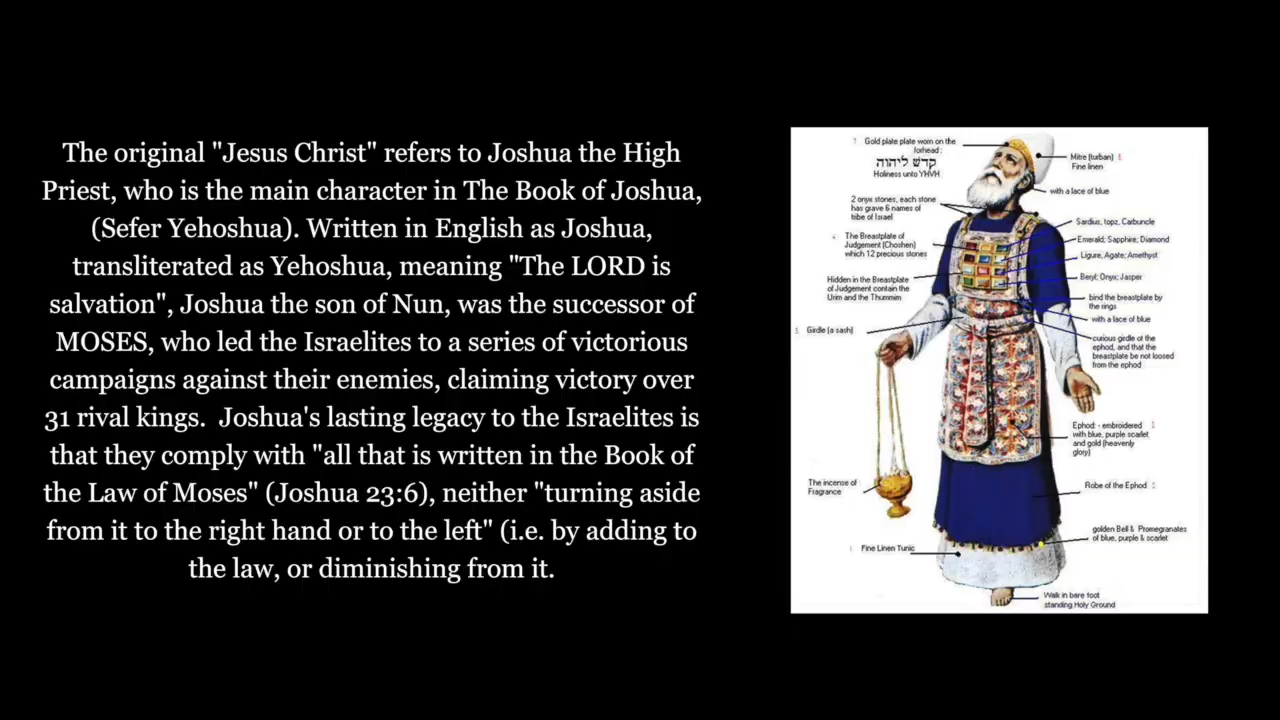 The original "Jesus Christ" refers to Joshua the High
Priest, who is the main character in The Book of Joshua,
(Sefer Yehoshua). Written in English as Joshua,
transliterated as Yehoshua, meaning "The LORD is
salvation", Joshua the son of Nun, was the successor of
MOSES, who led the Israelites to a series of victorious
campaigns against their enemies, claiming victory over
31 rival kings.  Joshua's lasting legacy to the Israelites is
that they comply with "all that is written in the Book of
the Law of Moses" (Joshua 23:6), neither "turning aside
from it to the right hand or to the left" (i.e. by adding to
the law, or diminishing from it.
Gold plate plate worn on the
forhead :
קדש ליהוה
Holiness unto YHVH
2 onyx stones, each stone
has grave 6 names of
tribe of Israel
The Breastplate of
Judgement (Choshen)
which 12 precious stones
Hidden in the Breastplate
of Judgement contain the
Urim and the Thummim
Girdle (a sash)
The incense of
Fragrance
Fine Linen Tunic
Mitre (turban)
Fine linen
with a lace of blue
Sardius, topz, Carbuncle
Emerald; Sapphire; Diamond
Ligure, Agate; Amethyst
Beryl; Onyx; Jasper
bind the breastplate by
the rings
with a lace of blue
curious girdle of the
ephod, and that the
breastplate be not loosed
from the ephod
Ephod: - embroidered
with blue, purple scarlet
and gold (heavenly
glory)
Robe of the Ephod
golden Bell & Promegranates
of blue, purple & scarlet
Walk in bare foot
standing Holy Ground